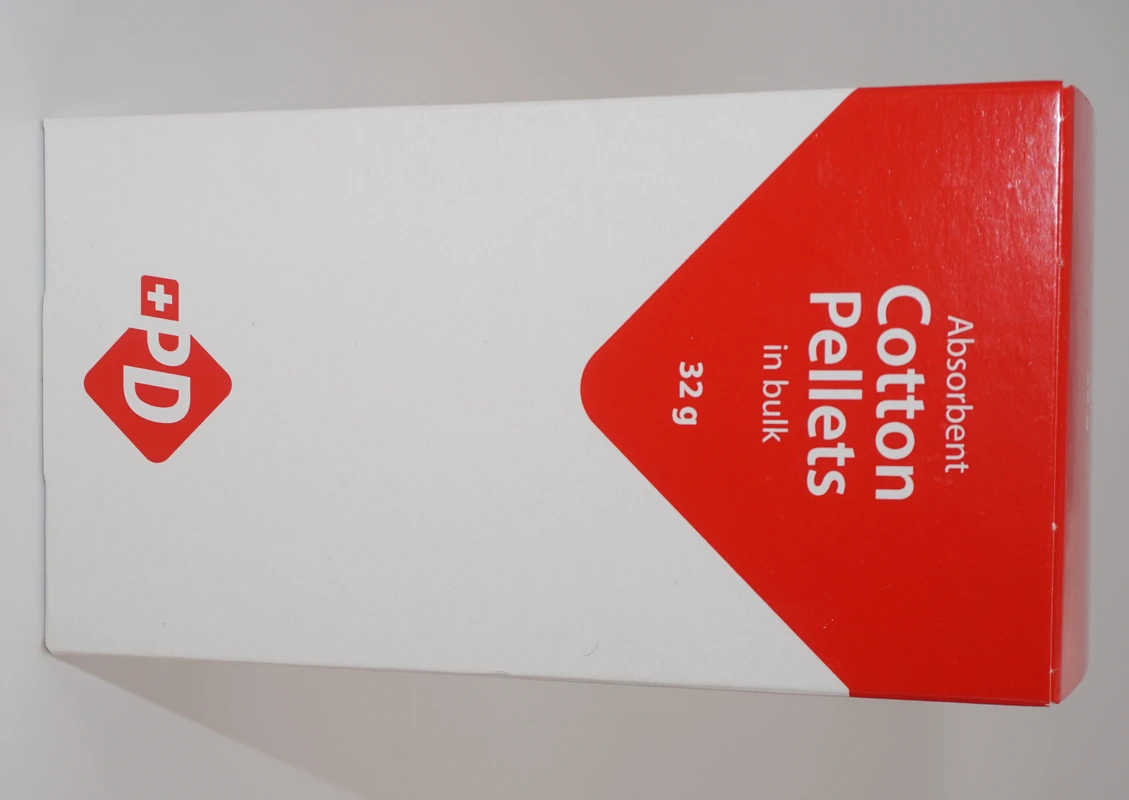 Absorbent
Cotton
Pellets
in bulk
32 g
PD